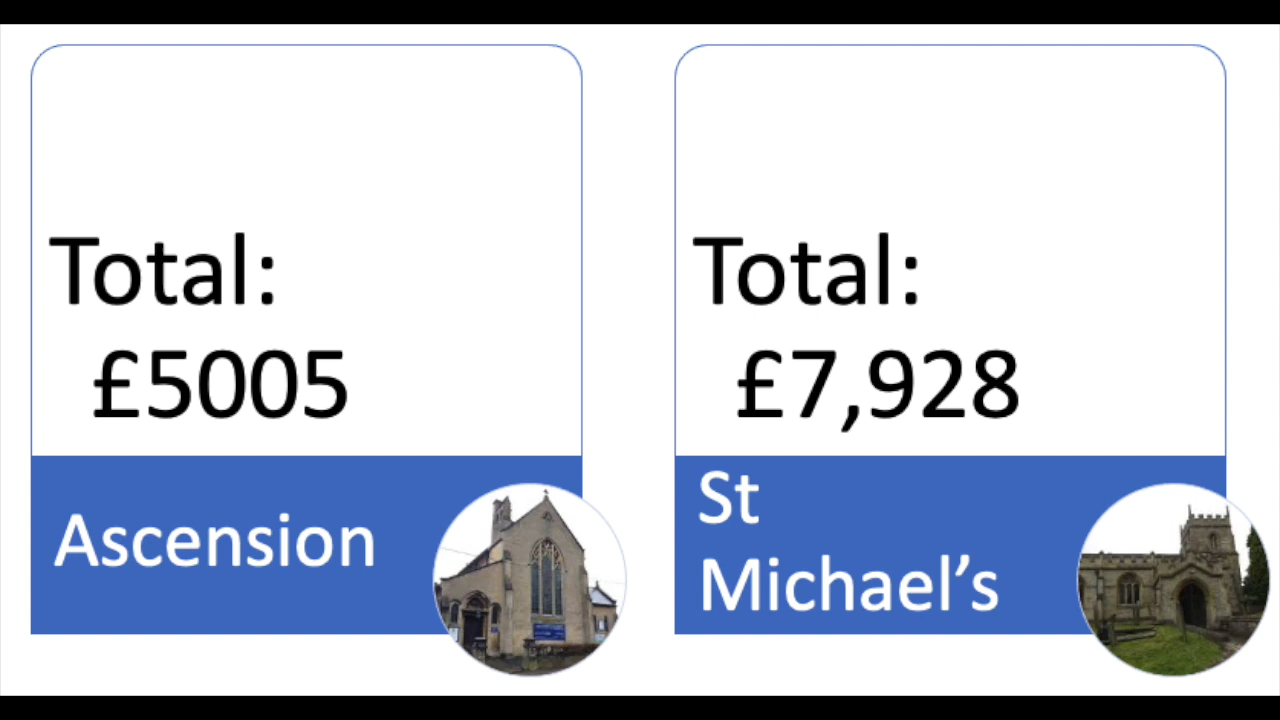 Total:
£5005
Ascension
Total:
£7,928
St
Michael’s